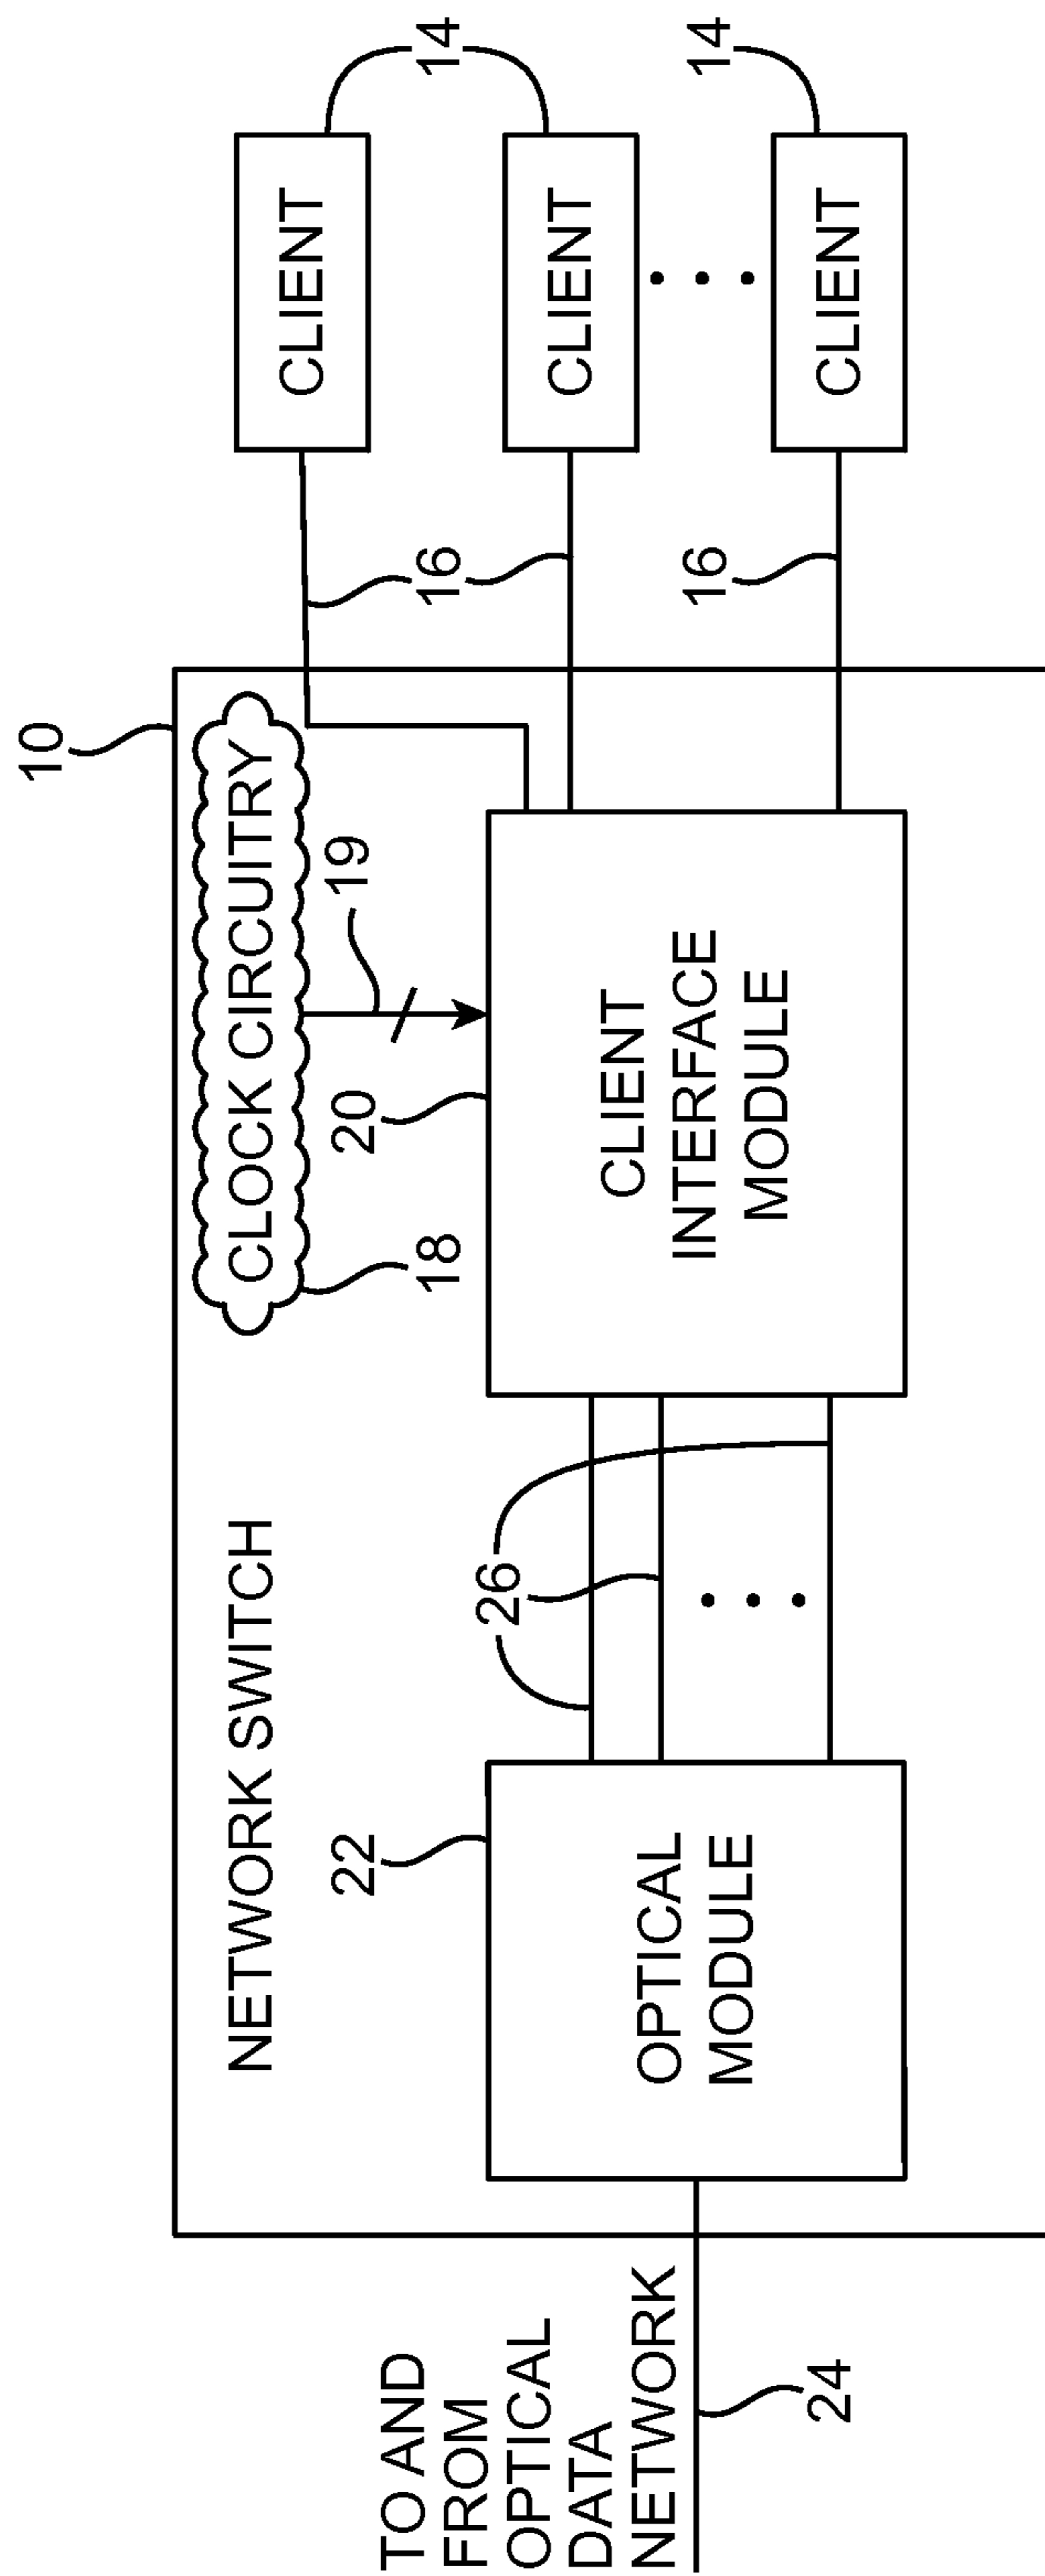 10
NETWORK SWITCH
CLOCK CIRCUITRY
18
19
20
22
TO AND
FROM
OPTICAL
DATA
NETWORK
24
OPTICAL
MODULE
26
CLIENT
INTERFACE
MODULE
16
16
CLIENT
CLIENT
CLIENT
14
14